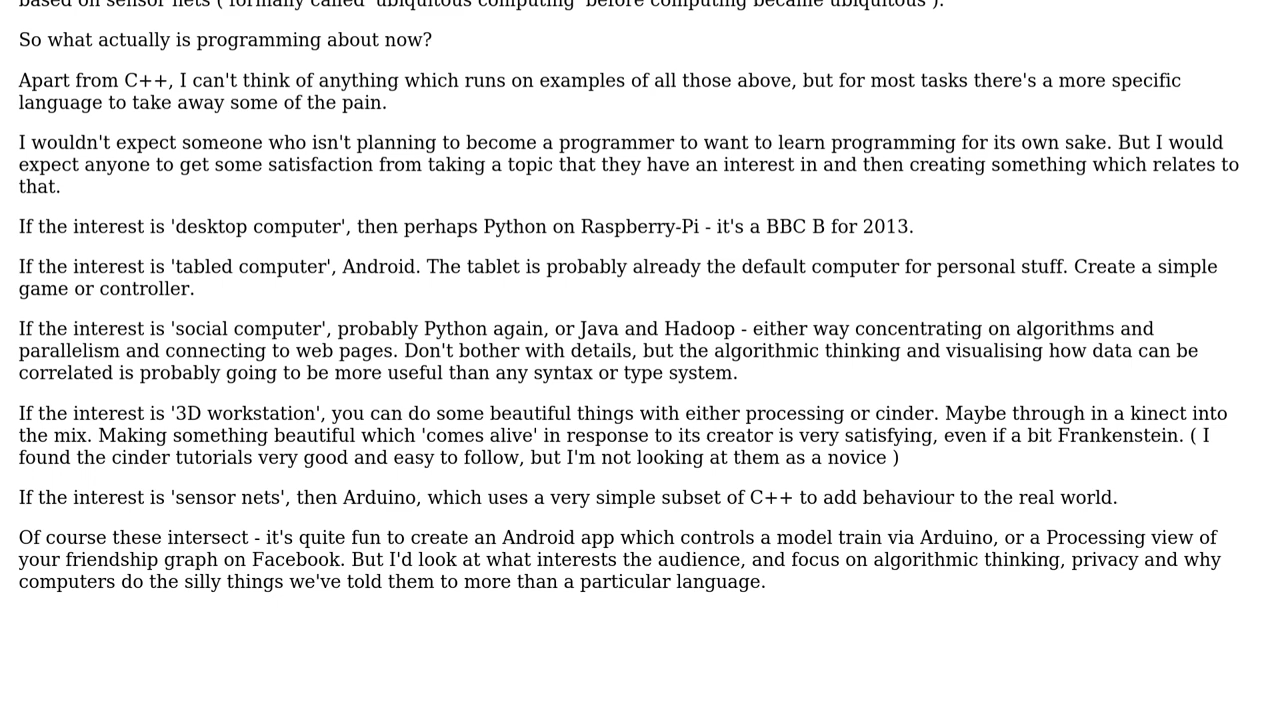 based on sensor nets ( formally called 'ubiquitous computing' before computing became ubiquitous ).
So what actually is programming about now?
Apart from C++, I can't think of anything which runs on examples of all those above, but for most tasks there's a more specific
language to take away some of the pain.
I wouldn't expect someone who isn't planning to become a programmer to want to learn programming for its own sake. But I would
expect anyone to get some satisfaction from taking a topic that they have an interest in and then creating something which relates to
that.
If the interest is 'desktop computer', then perhaps Python on Raspberry-Pi - it's a BBC B for 2013.
If the interest is 'tabled computer', Android. The tablet is probably already the default computer for personal stuff. Create a simple
game or controller.
If the interest is 'social computer', probably Python again, or Java and Hadoop - either way concentrating on algorithms and
parallelism and connecting to web pages. Don't bother with details, but the algorithmic thinking and visualising how data can be
correlated is probably going to be more useful than any syntax or type system.
If the interest is '3D workstation', you can do some beautiful things with either processing or cinder. Maybe through in a kinect into
the mix. Making something beautiful which 'comes alive' in response to its creator is very satisfying, even if a bit Frankenstein. ( I
found the cinder tutorials very good and easy to follow, but I'm not looking at them as a novice )
If the interest is 'sensor nets', then Arduino, which uses a very simple subset of C++ to add behaviour to the real world.
Of course these intersect - it's quite fun to create an Android app which controls a model train via Arduino, or a Processing view of
your friendship graph on Facebook. But I'd look at what interests the audience, and focus on algorithmic thinking, privacy and why
computers do the silly things we've told them to more than a particular language.